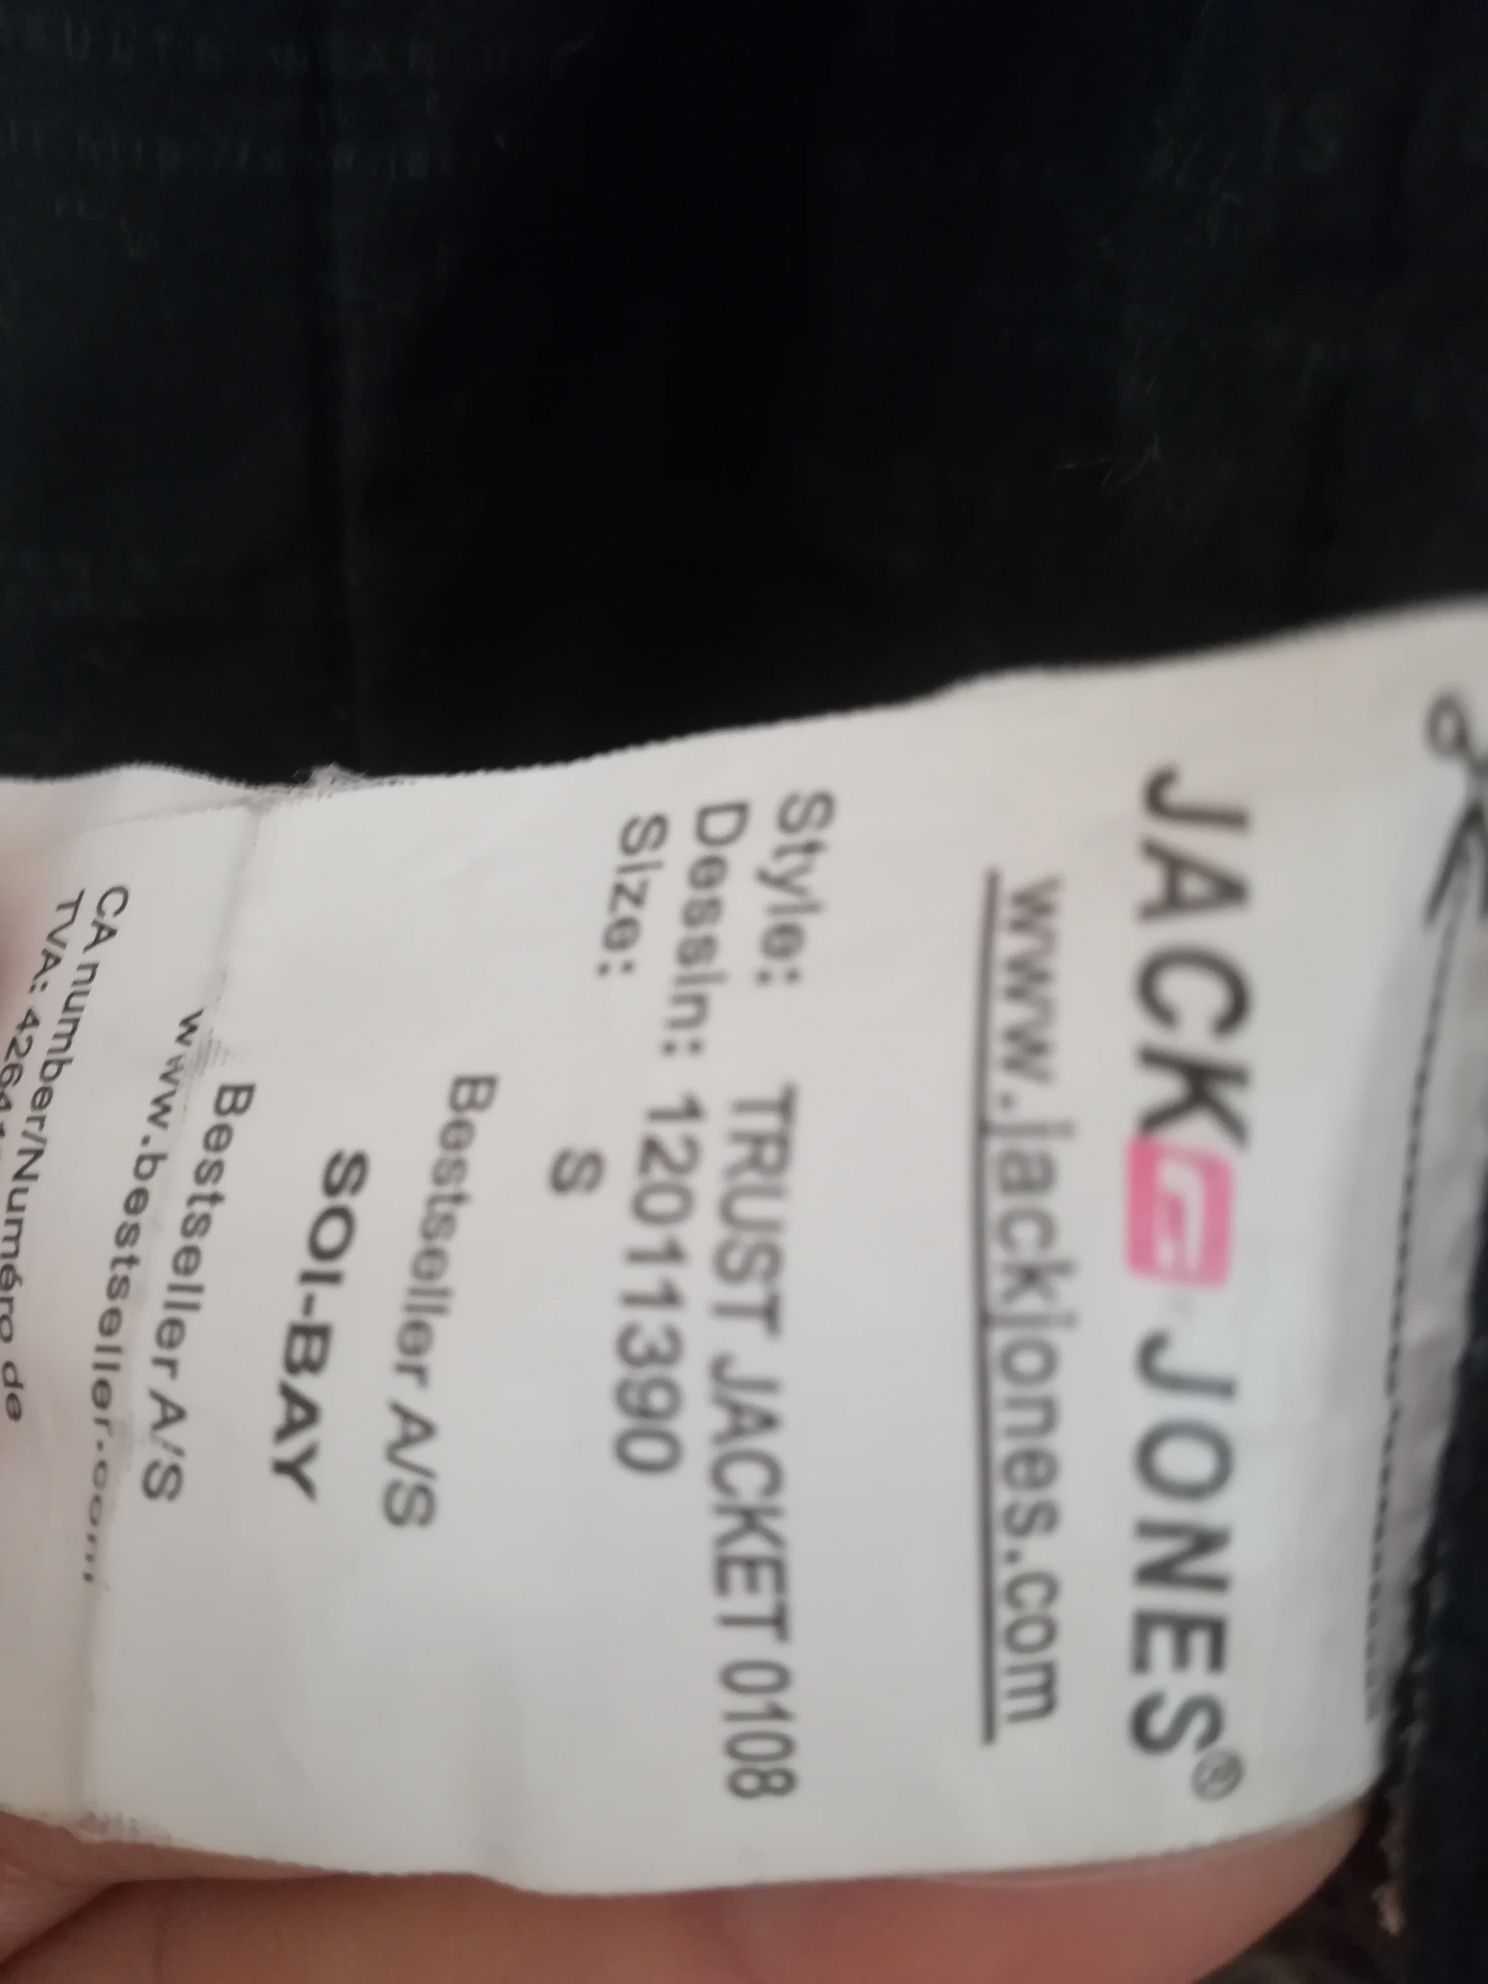 JACK JONES®
www.jackjones.com
Style: TRUST JACKET 0108
Dessin: 12011390
Size: S
Bestseller A/S
SOI-BAY
Bestseller A/S
www.bestseller.com
CA number/Numéro de
TVA: